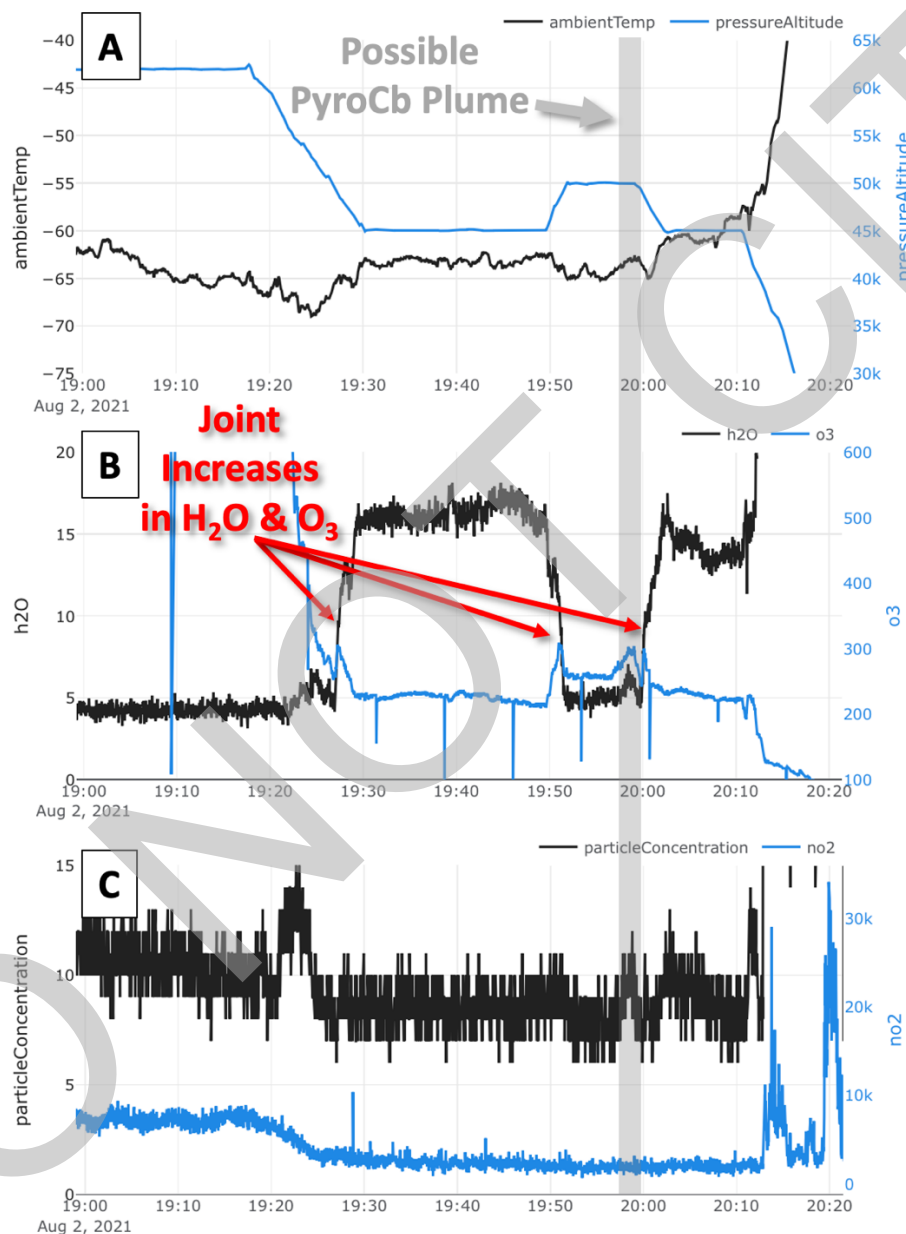 A
ambientTemp pressureAltitude
Possible
PyroCb Plume
−40
−45
−50
−55
−60
−65
−70
−75
ambientTemp
65k
60k
55k
50k
45k
40k
35k
30k
pressureAltitude
19:00 19:10 19:20 19:30 19:40 19:50 20:00 20:10 20:20
Aug 2, 2021
B
h2O o3
Joint
Increases
in H₂O & O₃
20
15
10
5
0
h2O
600
500
400
300
200
100
o3
19:00 19:10 19:20 19:30 19:40 19:50 20:00 20:10 20:20
Aug 2, 2021
C
particleConcentration no2
15
10
5
0
particleConcentration
30k
20k
10k
0
no2
19:00 19:10 19:20 19:30 19:40 19:50 20:00 20:10 20:20
Aug 2, 2021
O NOT CIT